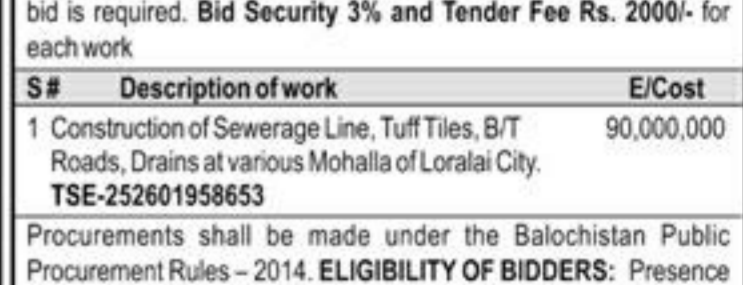 bid is required. Bid Security 3% and Tender Fee Rs. 2000/- for
each work
S# Description of work E/Cost
1 Construction of Sewerage Line, Tuff Tiles, B/T 90,000,000
Roads, Drains at various Mohalla of Loralai City.
TSE-252601958653
Procurements shall be made under the Balochistan Public
Procurement Rules – 2014. ELIGIBILITY OF BIDDERS: Presence